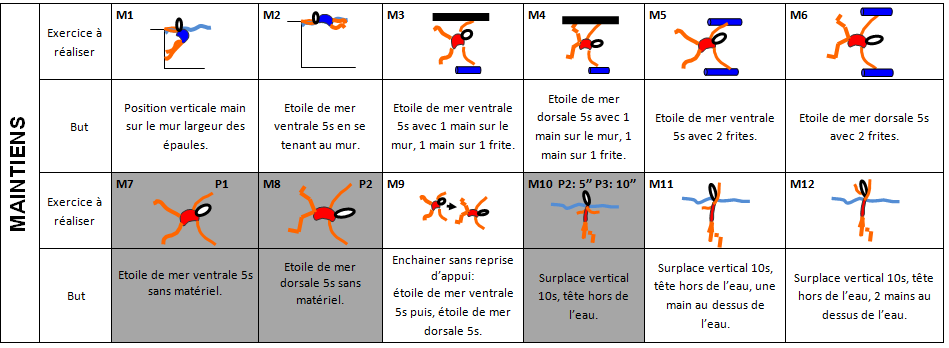 MAINTIENS
Exercice à
réaliser
M1
M2
M3
M4
M5
M6
But
Position verticale main
sur le mur largeur des
épaules.
Etoile de mer
ventrale 5s en se
tenant au mur.
Etoile de mer ventrale
5s avec 1 main sur le
mur, 1 main sur 1 frite.
Etoile de mer
dorsale 5s avec 1
main sur le mur, 1
main sur 1 frite.
Etoile de mer ventrale
5s avec 2 frites.
Etoile de mer dorsale 5s
avec 2 frites.
Exercice à
réaliser
M7 P1
M8 P2
M9
M10 P2: 5’’ P3: 10’’
M11
M12
But
Etoile de mer ventrale 5s
sans matériel.
Etoile de mer
dorsale 5s sans
matériel.
Enchainer sans reprise
d’appui:
étoile de mer ventrale
5s puis, étoile de mer
dorsale 5s.
Surplace vertical
10s, tête hors de
l’eau.
Surplace vertical 10s,
tête hors de l’eau, une
main au dessus de
l’eau.
Surplace vertical 10s, tête
hors de l’eau, 2 mains au
dessus de l’eau.